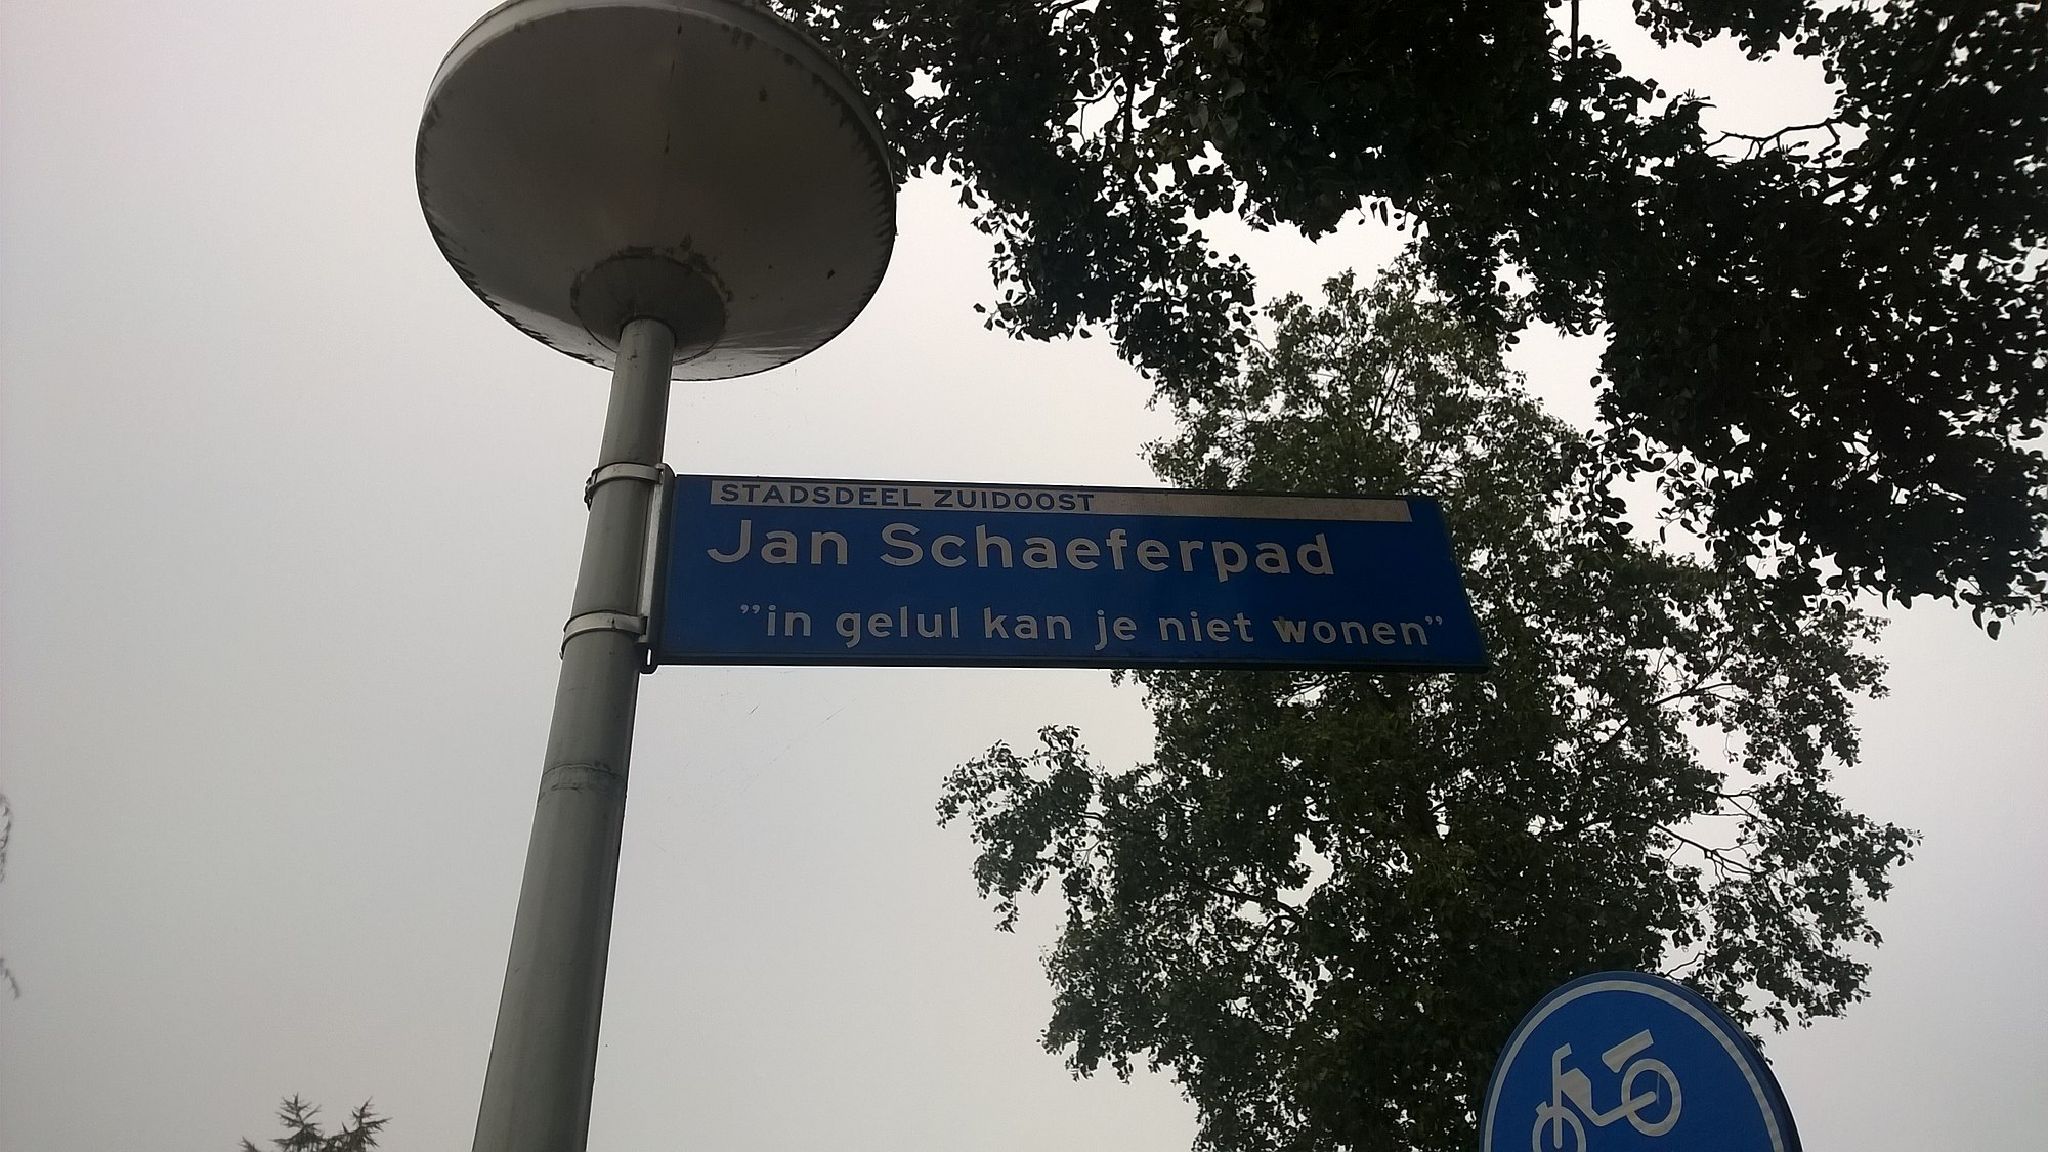 STADSDEEL ZUIDOOST
Jan Schaeferpad
"in gelul kan je niet wonen"